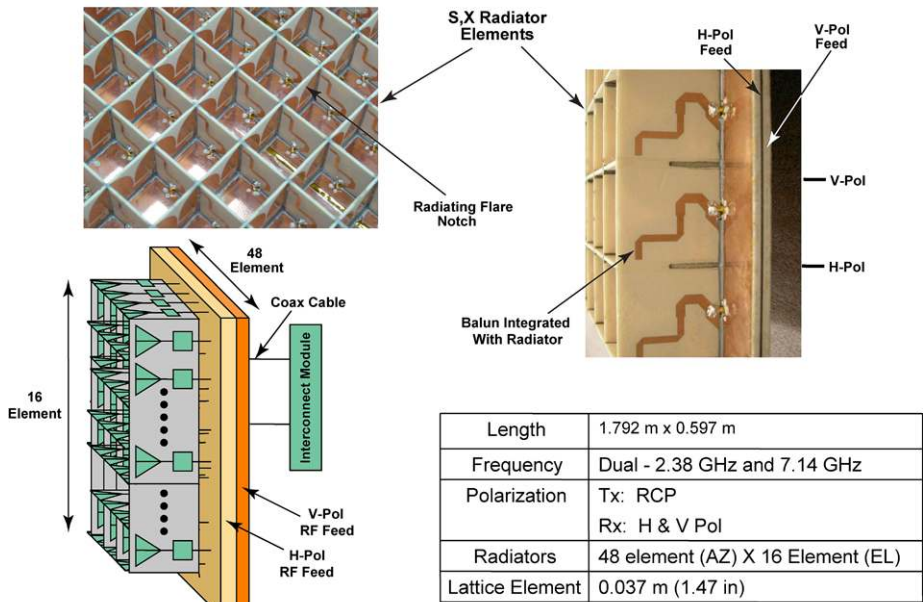 S,X Radiator
Elements
H-Pol
Feed
V-Pol
Feed
Radiating Flare
Notch
V-Pol
H-Pol
Balun Integrated
With Radiator
48
Element
Coax Cable
16
Element
Interconnect Module
V-Pol
RF Feed
H-Pol
RF Feed
Length 1.792 m x 0.597 m
Frequency Dual - 2.38 GHz and 7.14 GHz
Polarization Tx: RCP
Rx: H & V Pol
Radiators 48 element (AZ) X 16 Element (EL)
Lattice Element 0.037 m (1.47 in)